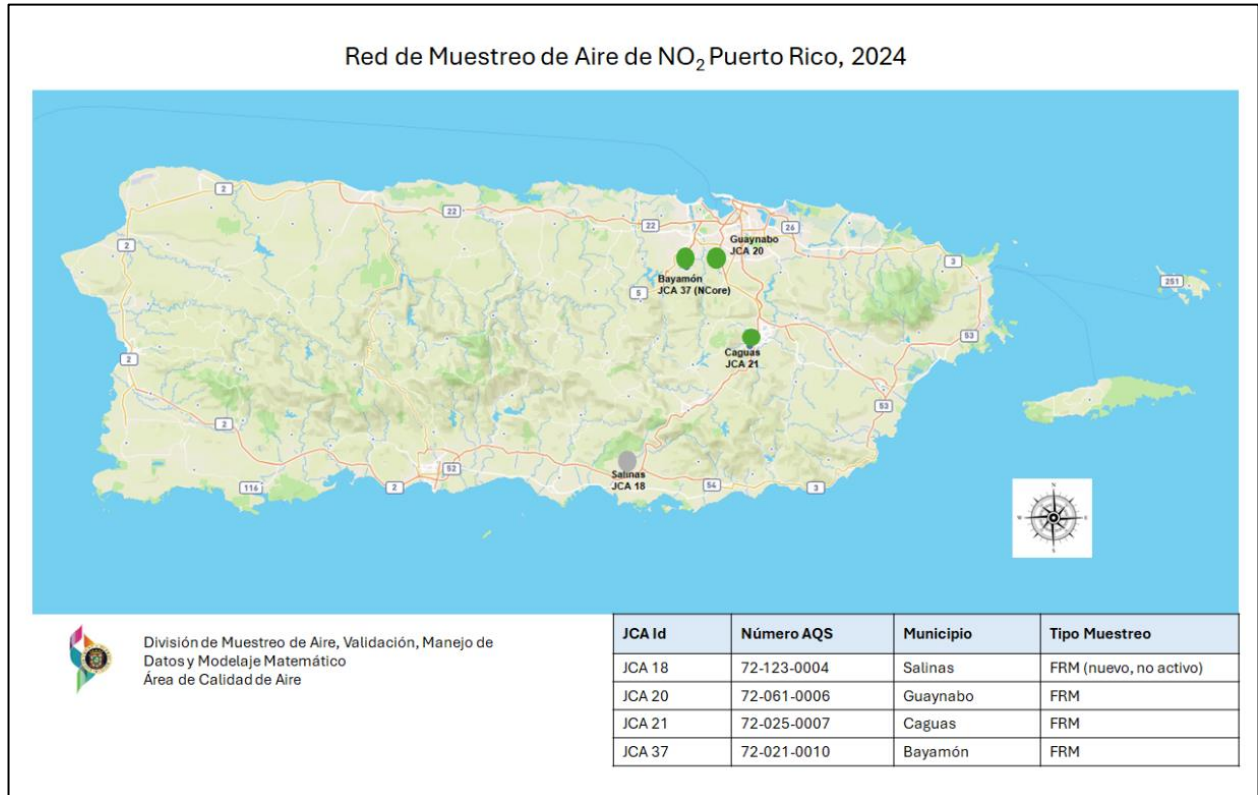 Red de Muestreo de Aire de NO₂ Puerto Rico, 2024
2
22
22
26
Guaynabo
JCA 20
2
Bayamón
JCA 37 (NCore)
3
251
5
53
Caguas
JCA 21
2
53
2
Salinas
JCA 18
52
116
2
54
3
N
W
S
División de Muestreo de Aire, Validación, Manejo de
Datos y Modelaje Matemático
Área de Calidad de Aire
JCA Id Número AQS Municipio Tipo Muestreo
JCA 18 72-123-0004 Salinas FRM (nuevo, no activo)
JCA 20 72-061-0006 Guaynabo FRM
JCA 21 72-025-0007 Caguas FRM
JCA 37 72-021-0010 Bayamón FRM